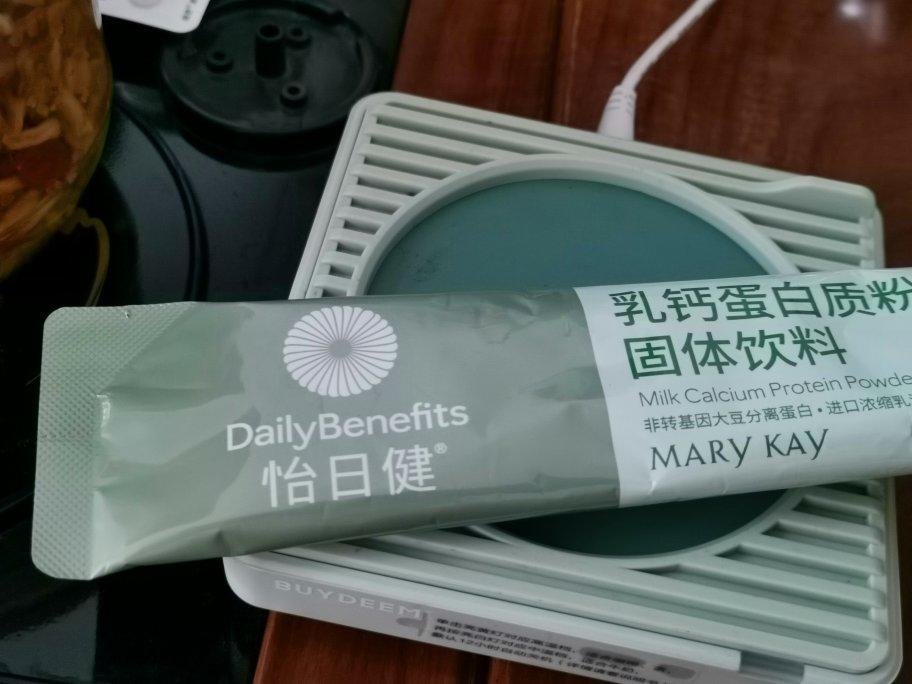 DailyBenefits
怡日健®
乳钙蛋白质粉
固体饮料
Milk Calcium Protein Powde
非转基因大豆分离蛋白·进口浓缩乳
MARY KAY
BUYDEEM